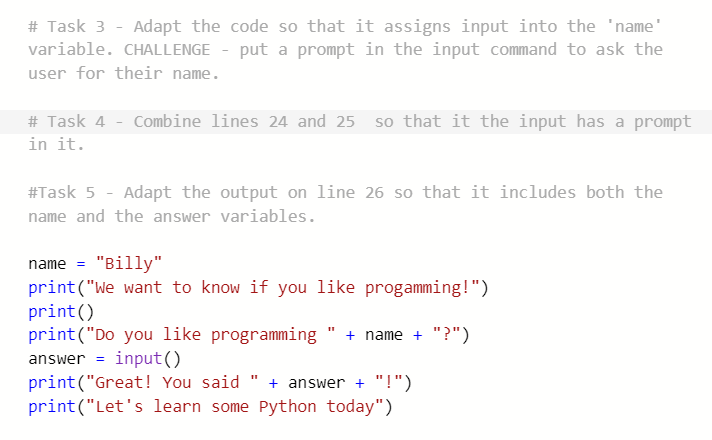 # Task 3 - Adapt the code so that it assigns input into the 'name'
variable. CHALLENGE - put a prompt in the input command to ask the
user for their name.
# Task 4 - Combine lines 24 and 25  so that it the input has a prompt
in it.
#Task 5 - Adapt the output on line 26 so that it includes both the
name and the answer variables.
name = "Billy"
print("We want to know if you like progamming!")
print()
print("Do you like programming " + name + "?")
answer = input()
print("Great! You said " + answer + "!")
print("Let's learn some Python today")